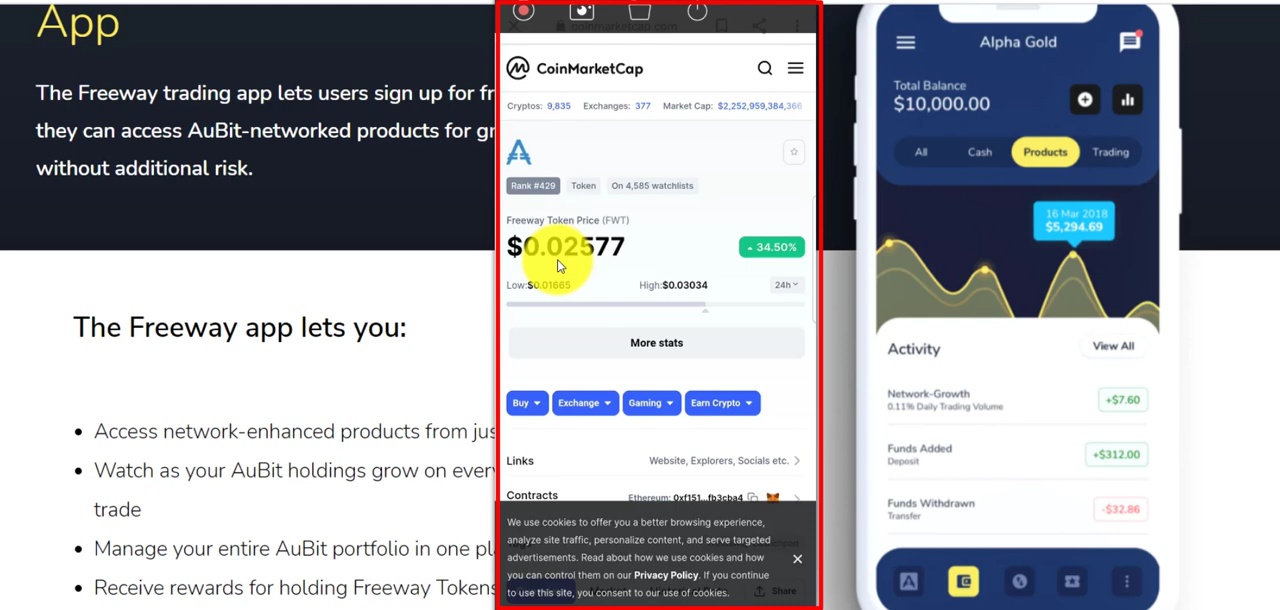 App
The Freeway trading app lets users sign up for fr
they can access AuBit-networked products for g
without additional risk.
The Freeway app lets you:
• Access network-enhanced products from jus
• Watch as your AuBit holdings grow on every
trade
• Manage your entire AuBit portfolio in one pl
• Receive rewards for holding Freeway Tokens
coinmarketcap.com
CoinMarketCap
Cryptos: 9,835 Exchanges: 377 Market Cap: $2,252,959,384,366
Rank #429 Token On 4,585 watchlists
Freeway Token Price (FWT)
$0.02577 34.50%
Low:$0.01665 High:$0.03034 24h
More stats
Buy Exchange Gaming Earn Crypto
Links Website, Explorers, Socials etc.
Contracts Ethereum: 0xf151...fb3cba4
We use cookies to offer you a better browsing experience,
analyze site traffic, personalize content, and serve targeted
advertisements. Read about how we use cookies and how
you can control them on our Privacy Policy. If you continue
to use this site, you consent to our use of cookies.
Share
Alpha Gold
Total Balance
$10,000.00
All Cash Products Trading
16 Mar 2018
$5,294.69
Activity View All
Network-Growth +$7.60
0.11% Daily Trading Volume
Funds Added +$312.00
Deposit
Funds Withdrawn -$32.86
Transfer